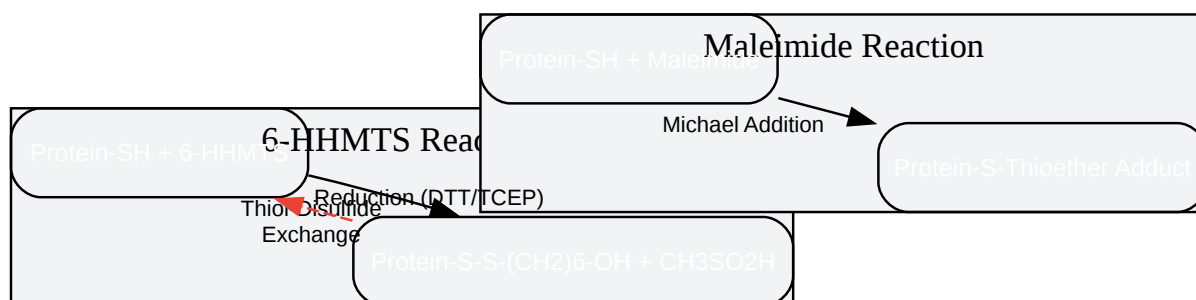 Maleimide Reaction
Protein-SH + Maleimide
Michael Addition
Protein-S-Thioether Adduct
6-HHMTS Reac
Protein-SH + 6-HHMTS
Reduction (DTT/TCEP)
Thiol-Disulfide
Exchange
Protein-S-S-(CH2)6-OH + CH3SO2H